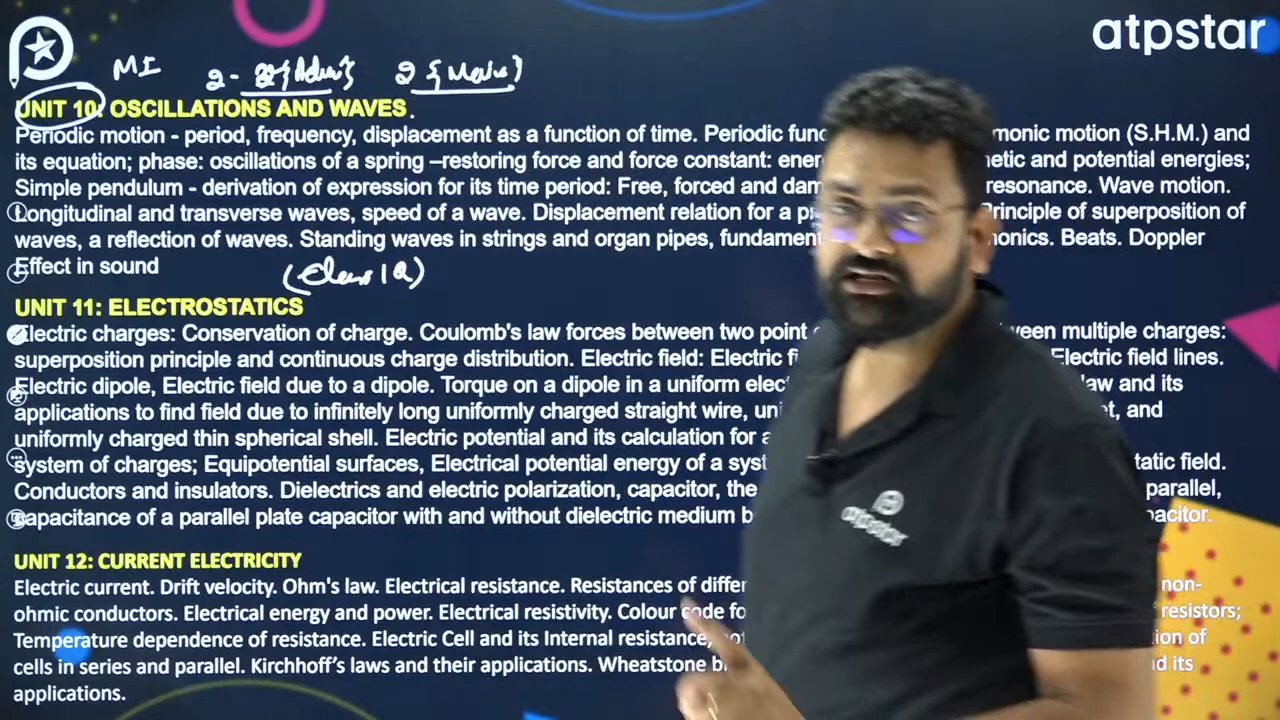 atpstar
MI 2 - {Adv} 2 {Main}
UNIT 10: OSCILLATIONS AND WAVES.
Periodic motion - period, frequency, displacement as a function of time. Periodic func monic motion (S.H.M.) and
its equation; phase: oscillations of a spring –restoring force and force constant: ener etic and potential energies;
Simple pendulum - derivation of expression for its time period: Free, forced and dam resonance. Wave motion.
Longitudinal and transverse waves, speed of a wave. Displacement relation for a p Principle of superposition of
waves, a reflection of waves. Standing waves in strings and organ pipes, fundament onics. Beats. Doppler
Effect in sound
(Class 12)
UNIT 11: ELECTROSTATICS
Electric charges: Conservation of charge. Coulomb's law forces between two point ween multiple charges:
superposition principle and continuous charge distribution. Electric field: Electric fi Electric field lines.
Electric dipole, Electric field due to a dipole. Torque on a dipole in a uniform elec law and its
applications to find field due to infinitely long uniformly charged straight wire, uni et, and
uniformly charged thin spherical shell. Electric potential and its calculation for a
system of charges; Equipotential surfaces, Electrical potential energy of a syst tatic field.
Conductors and insulators. Dielectrics and electric polarization, capacitor, the parallel,
capacitance of a parallel plate capacitor with and without dielectric medium b pacitor.
atpstar
UNIT 12: CURRENT ELECTRICITY
Electric current. Drift velocity. Ohm's law. Electrical resistance. Resistances of differ non-
ohmic conductors. Electrical energy and power. Electrical resistivity. Colour code fo resistors;
Temperature dependence of resistance. Electric Cell and its Internal resistance, tion of
cells in series and parallel. Kirchhoff’s laws and their applications. Wheatstone b d its
applications.